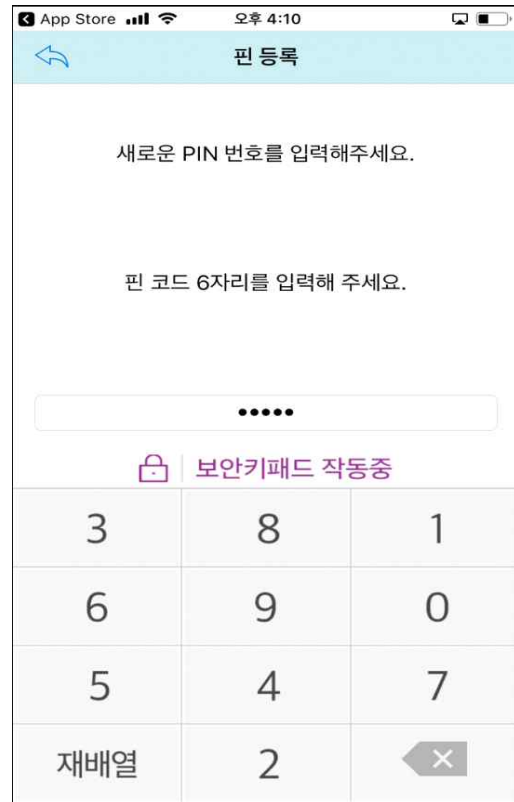 App Store 오후 4:10
핀 등록
새로운 PIN 번호를 입력해주세요.
핀 코드 6자리를 입력해 주세요.
•••••
보안키패드 작동중
3 8 1
6 9 0
5 4 7
재배열 2